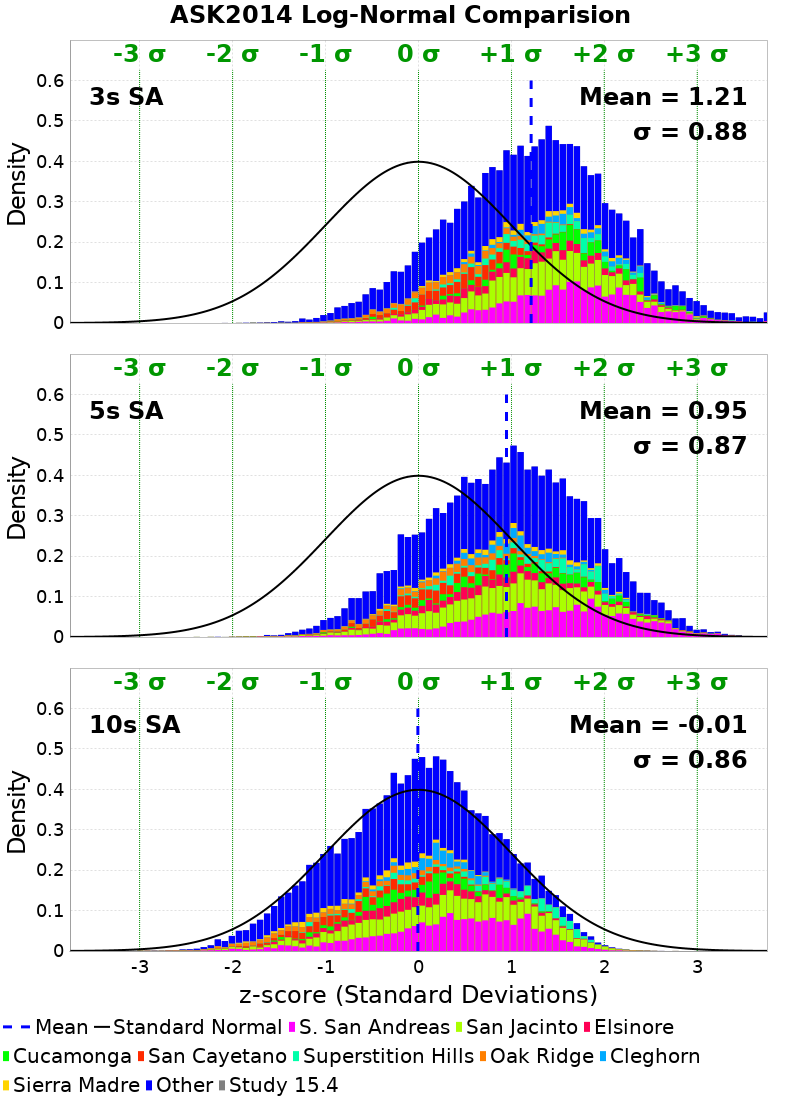 ASK2014 Log-Normal Comparision
-3 σ -2 σ -1 σ 0 σ +1 σ +2 σ +3 σ
3s SA
Mean = 1.21
σ = 0.88
0.6
0.5
0.4
0.3
0.2
0.1
0
Density
-3 σ -2 σ -1 σ 0 σ +1 σ +2 σ +3 σ
5s SA
Mean = 0.95
σ = 0.87
0.6
0.5
0.4
0.3
0.2
0.1
0
Density
-3 σ -2 σ -1 σ 0 σ +1 σ +2 σ +3 σ
10s SA
Mean = -0.01
σ = 0.86
0.6
0.5
0.4
0.3
0.2
0.1
0
Density
-3 -2 -1 0 1 2 3
z-score (Standard Deviations)
Mean Standard Normal S. San Andreas San Jacinto Elsinore
Cucamonga San Cayetano Superstition Hills Oak Ridge Cleghorn
Sierra Madre Other Study 15.4